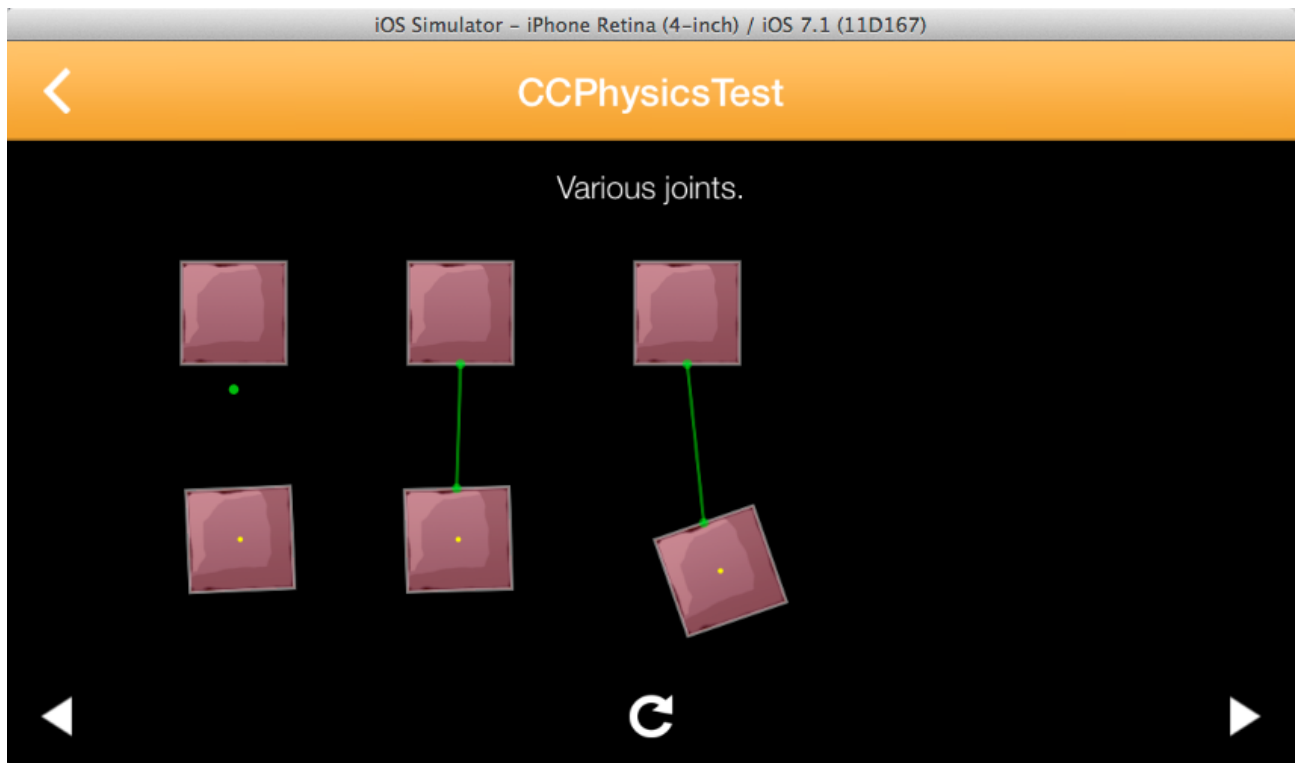 iOS Simulator – iPhone Retina (4-inch) / iOS 7.1 (11D167)
CCPhysicsTest
Various joints.